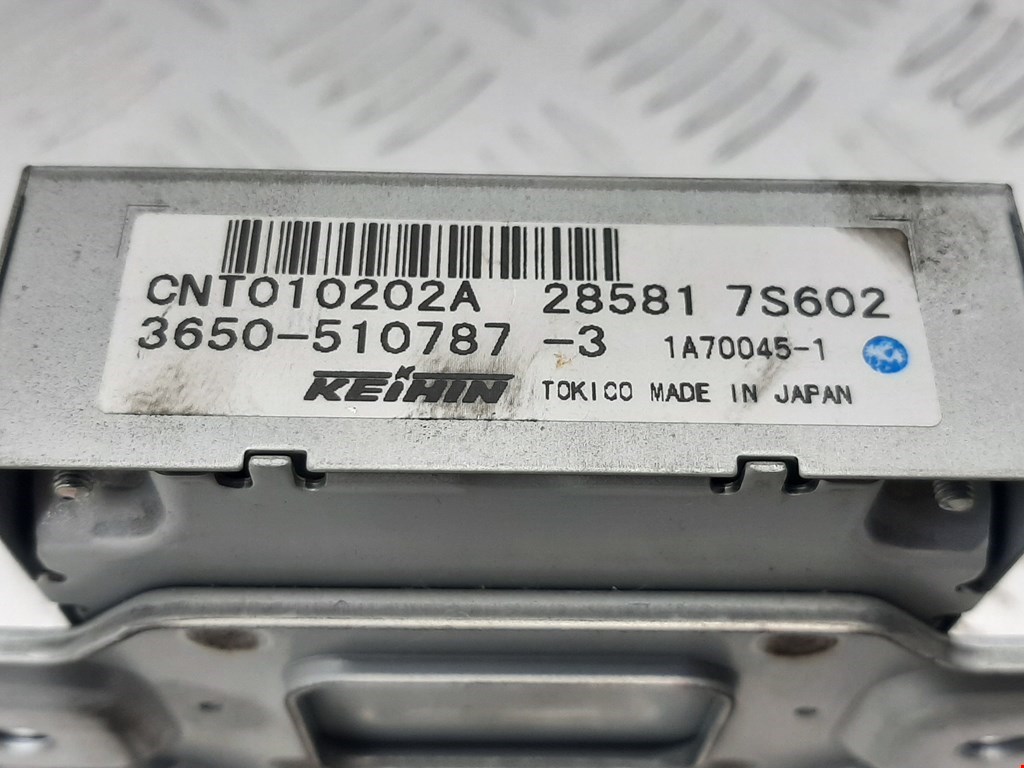 CNT010202A 28581 7S602
3650-510787 -3 1A70045-1
KEIHIN TOKICO MADE IN JAPAN